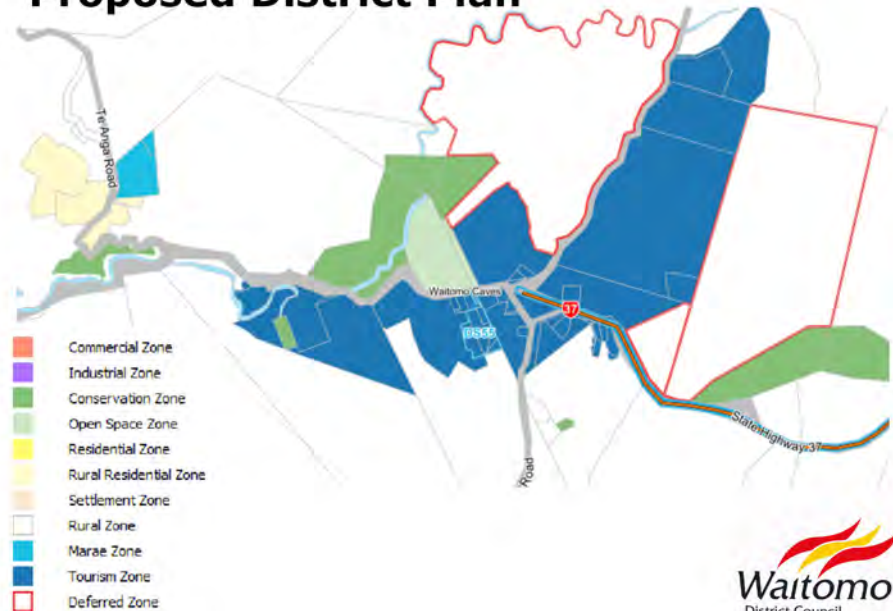 Proposed District Plan
Te Anga Road
Waitomo Caves
DS55
37
State Highway 37
Road
Commercial Zone
Industrial Zone
Conservation Zone
Open Space Zone
Residential Zone
Rural Residential Zone
Settlement Zone
Rural Zone
Marae Zone
Tourism Zone
Deferred Zone
Waitomo
District Council